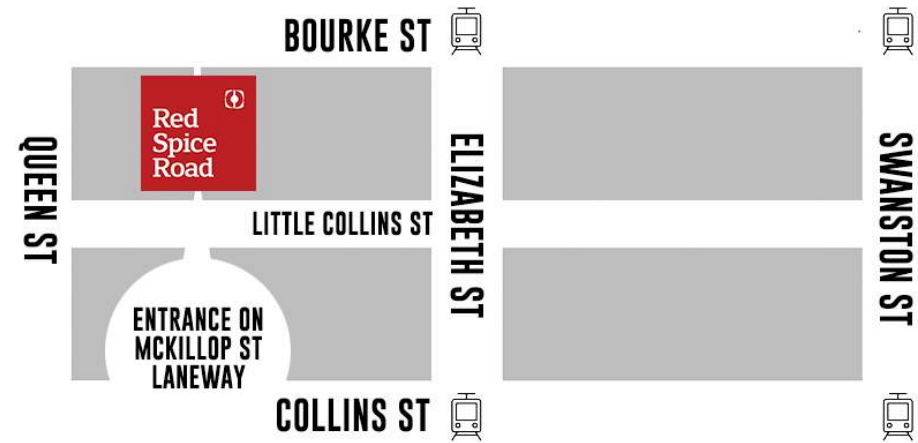 BOURKE ST
Red
Spice
Road
QUEEN ST
ELIZABETH ST
SWANSTON ST
LITTLE COLLINS ST
ENTRANCE ON
MCKILLOP ST
LANEWAY
COLLINS ST